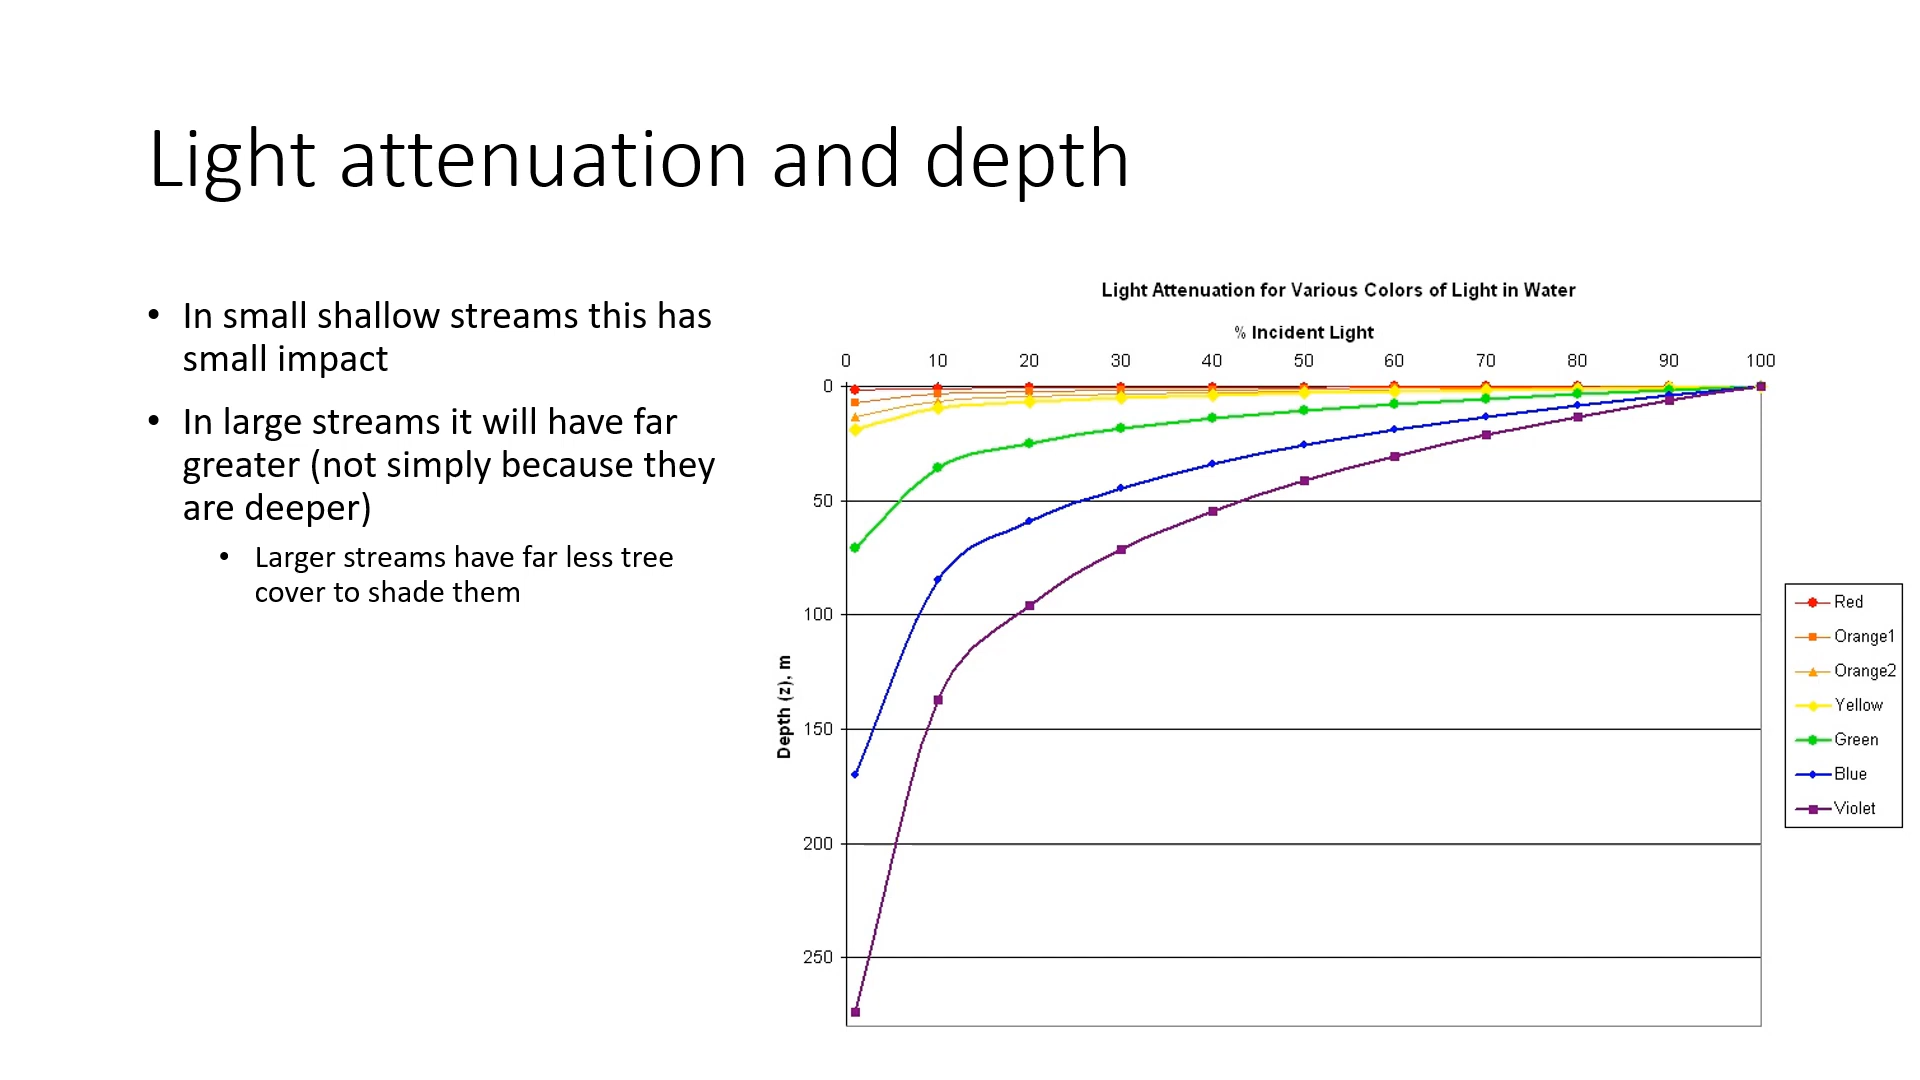 Light attenuation and depth
• In small shallow streams this has
small impact
• In large streams it will have far
greater (not simply because they
are deeper)
• Larger streams have far less tree
cover to shade them
Light Attenuation for Various Colors of Light in Water
% Incident Light
0 10 20 30 40 50 60 70 80 90 100
0
50
100
150
200
250
Depth (z), m
Red
Orange1
Orange2
Yellow
Green
Blue
Violet